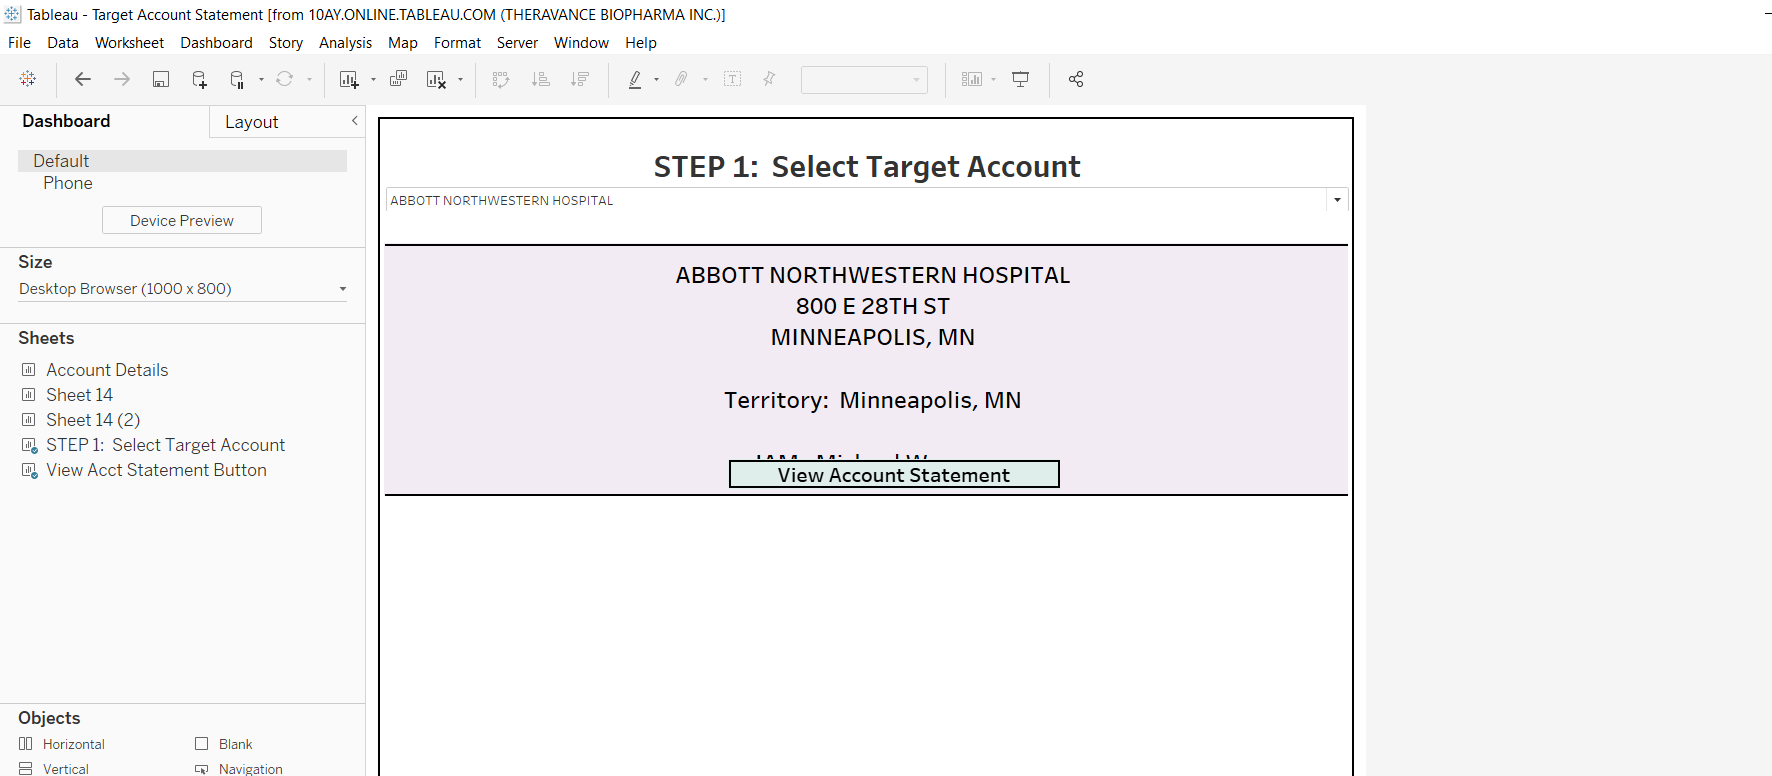 Tableau - Target Account Statement [from 10AY.ONLINE.TABLEAU.COM (THERAVANCE BIOPHARMA INC.)]
File Data Worksheet Dashboard Story Analysis Map Format Server Window Help
Dashboard Layout
Default
Phone
Device Preview
Size
Desktop Browser (1000 x 800)
Sheets
Account Details
Sheet 14
Sheet 14 (2)
STEP 1: Select Target Account
View Acct Statement Button
Objects
Horizontal Blank
Vertical Navigation
STEP 1: Select Target Account
ABBOTT NORTHWESTERN HOSPITAL
ABBOTT NORTHWESTERN HOSPITAL
800 E 28TH ST
MINNEAPOLIS, MN
Territory: Minneapolis, MN
View Account Statement